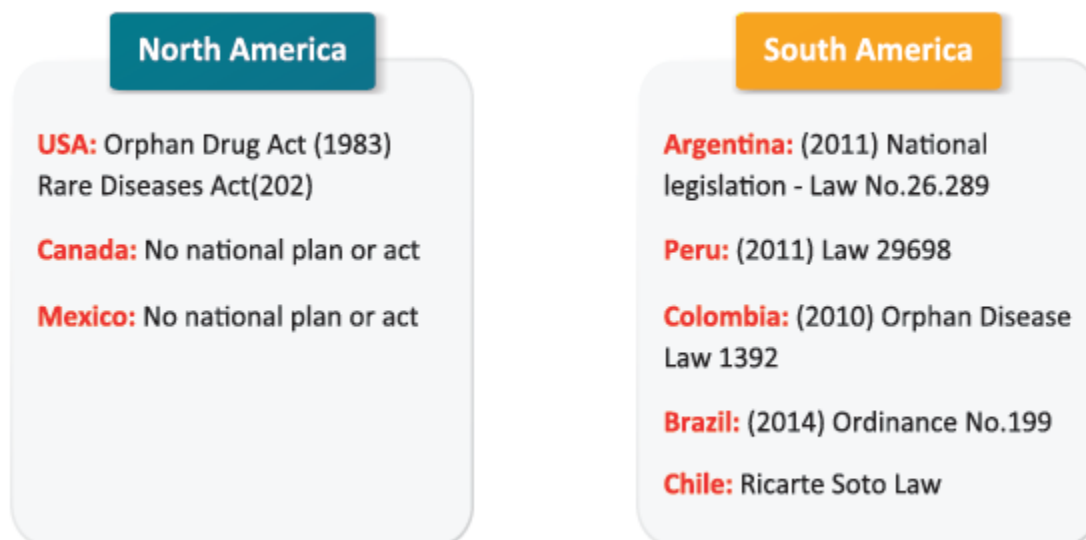 North America
USA: Orphan Drug Act (1983)
Rare Diseases Act(202)
Canada: No national plan or act
Mexico: No national plan or act
South America
Argentina: (2011) National
legislation - Law No.26.289
Peru: (2011) Law 29698
Colombia: (2010) Orphan Disease
Law 1392
Brazil: (2014) Ordinance No.199
Chile: Ricarte Soto Law